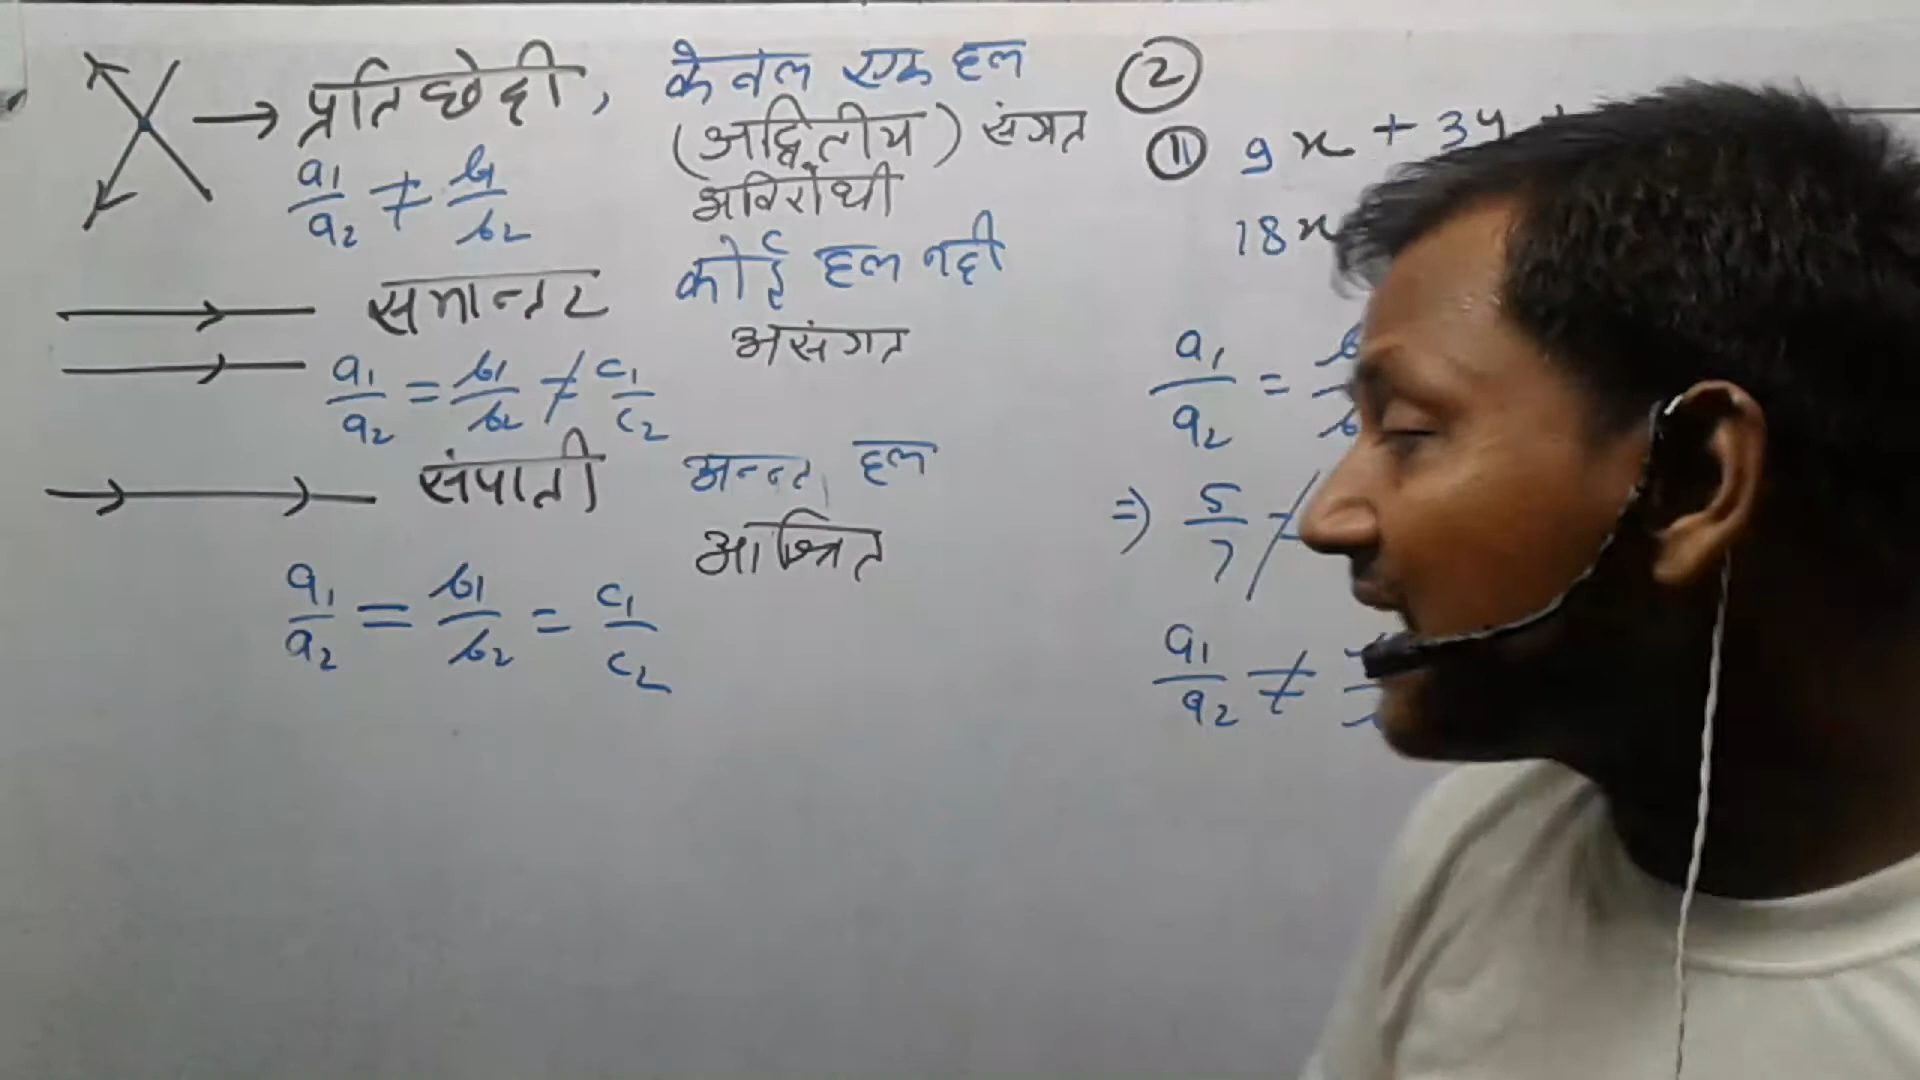 प्रतिछेदी, केवल एक हल
(अद्वितीय) संगत
अविरोधी
a1/a2 ≠ b1/b2
समान्तर कोई हल नही
असंगत
a1/a2 = b1/b2 ≠ c1/c2
संपाती अन्नत हल
आश्रित
a1/a2 = b1/b2 = c1/c2
②
⑪ 9x + 3y +
18x
a1/a2 =
⇒ 5/7 ≠
a1/a2 ≠